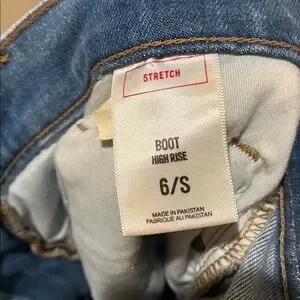 STRETCH
BOOT
HIGH RISE
6/S
MADE IN PAKISTAN
FABRIQUÉ AU PAKISTAN